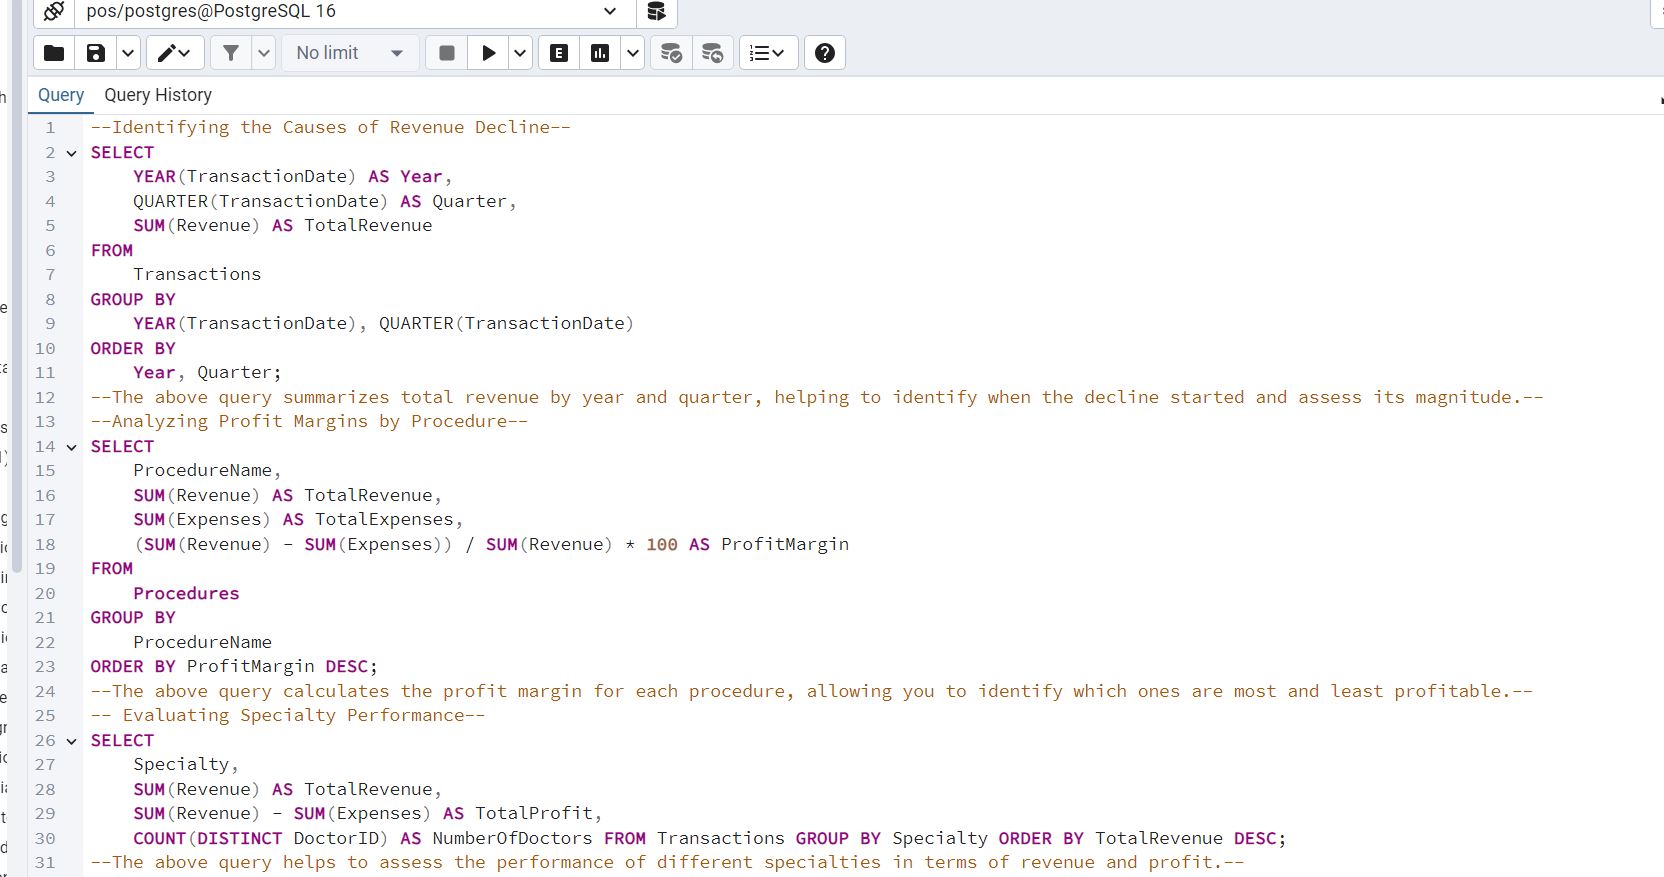 pos/postgres@PostgreSQL 16
No limit
Query Query History
1 --Identifying the Causes of Revenue Decline--
2 SELECT
3 YEAR(TransactionDate) AS Year,
4 QUARTER(TransactionDate) AS Quarter,
5 SUM(Revenue) AS TotalRevenue
6 FROM
7 Transactions
8 GROUP BY
9 YEAR(TransactionDate), QUARTER(TransactionDate)
10 ORDER BY
11 Year, Quarter;
12 --The above query summarizes total revenue by year and quarter, helping to identify when the decline started and assess its magnitude.--
13 --Analyzing Profit Margins by Procedure--
14 SELECT
15 ProcedureName,
16 SUM(Revenue) AS TotalRevenue,
17 SUM(Expenses) AS TotalExpenses,
18 (SUM(Revenue) - SUM(Expenses)) / SUM(Revenue) * 100 AS ProfitMargin
19 FROM
20 Procedures
21 GROUP BY
22 ProcedureName
23 ORDER BY ProfitMargin DESC;
24 --The above query calculates the profit margin for each procedure, allowing you to identify which ones are most and least profitable.--
25 -- Evaluating Specialty Performance--
26 SELECT
27 Specialty,
28 SUM(Revenue) AS TotalRevenue,
29 SUM(Revenue) - SUM(Expenses) AS TotalProfit,
30 COUNT(DISTINCT DoctorID) AS NumberOfDoctors FROM Transactions GROUP BY Specialty ORDER BY TotalRevenue DESC;
31 --The above query helps to assess the performance of different specialties in terms of revenue and profit.--